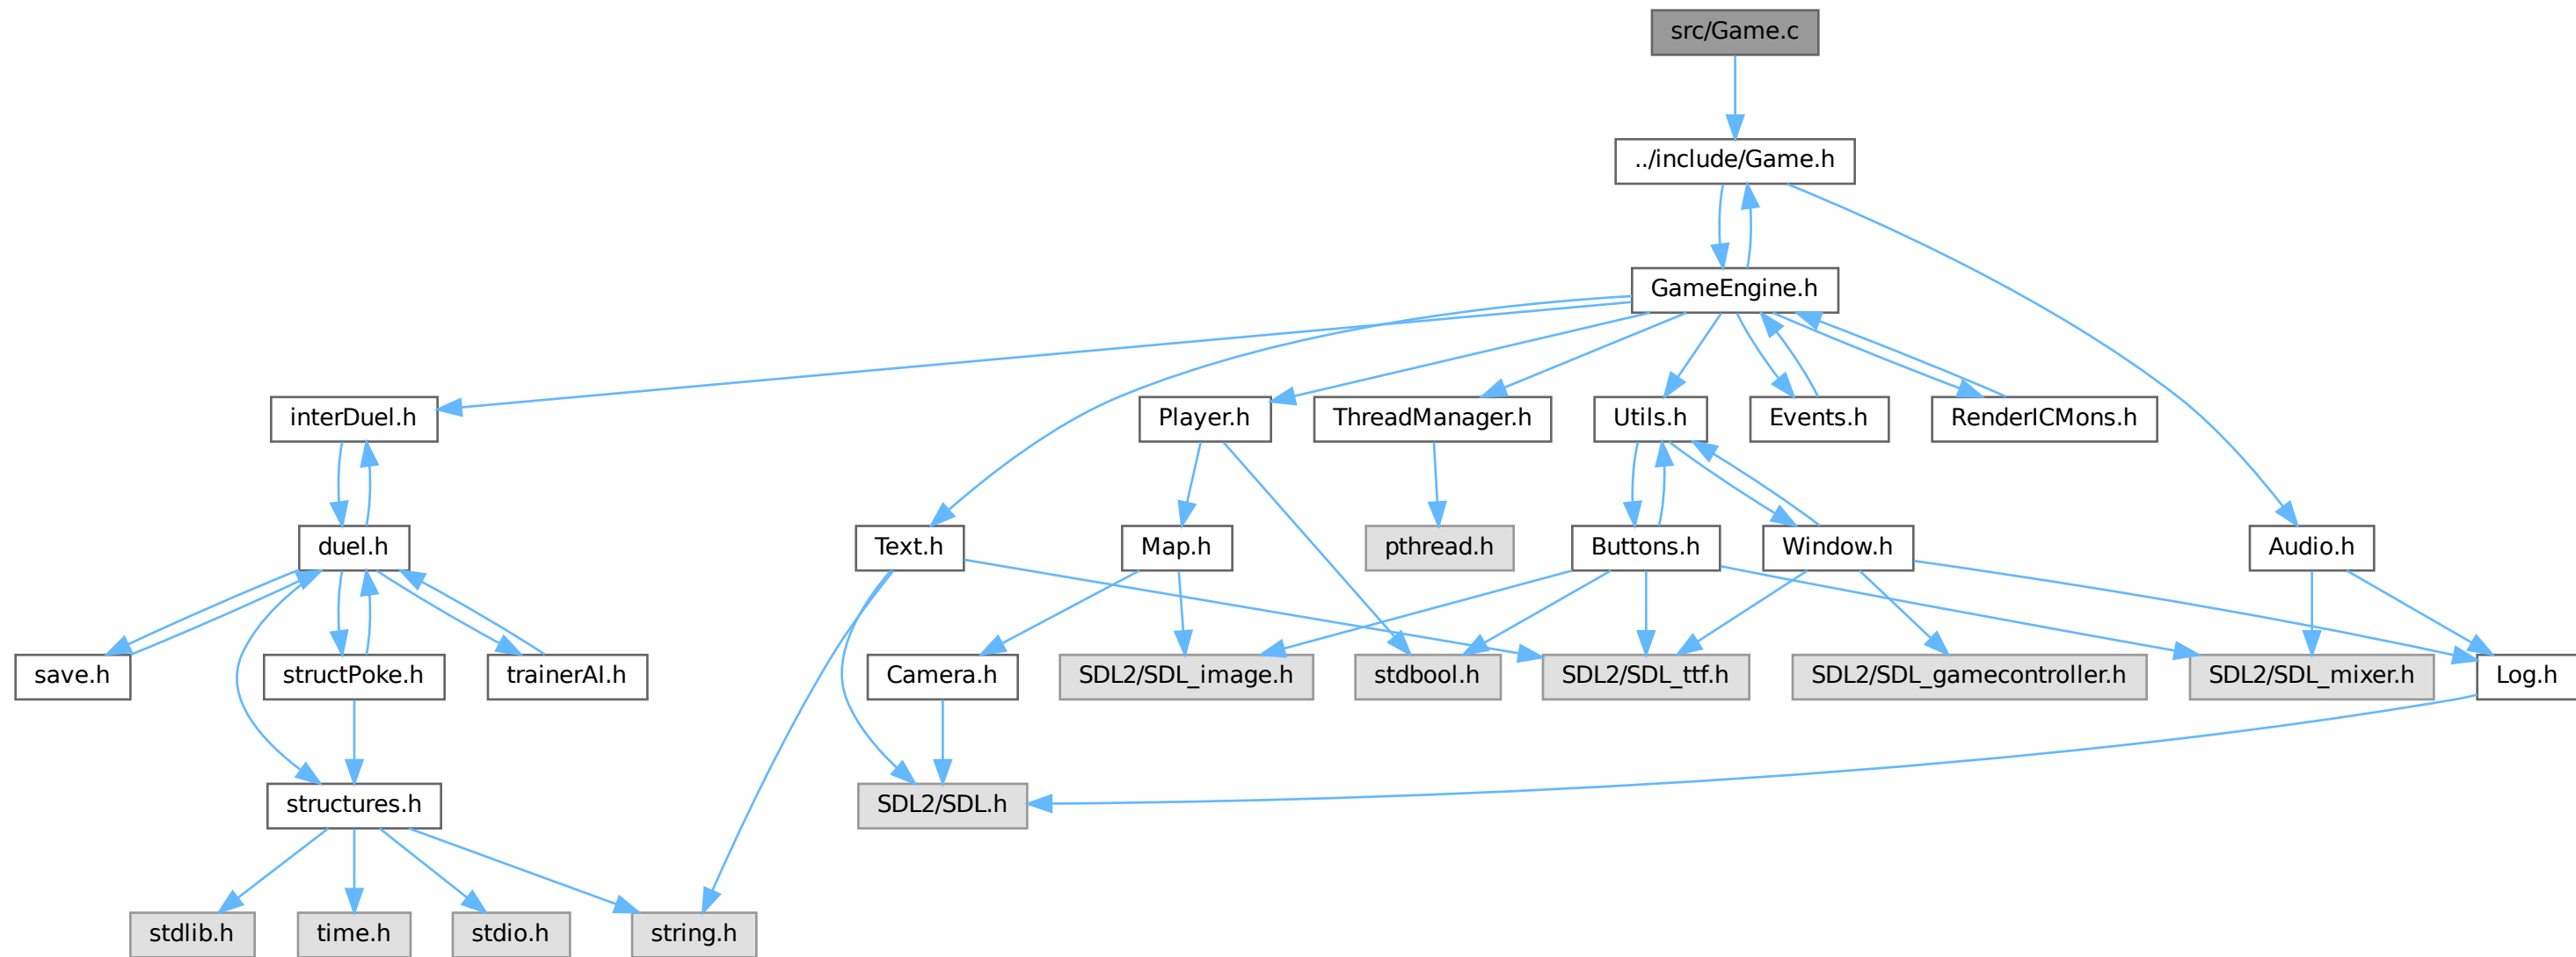 src/Game.c
../include/Game.h
GameEngine.h
interDuel.h
Player.h
ThreadManager.h
Utils.h
Events.h
RenderICMons.h
duel.h
Text.h
Map.h
pthread.h
Buttons.h
Window.h
Audio.h
save.h
structPoke.h
trainerAI.h
Camera.h
SDL2/SDL_image.h
stdbool.h
SDL2/SDL_ttf.h
SDL2/SDL_gamecontroller.h
SDL2/SDL_mixer.h
Log.h
structures.h
SDL2/SDL.h
stdlib.h
time.h
stdio.h
string.h